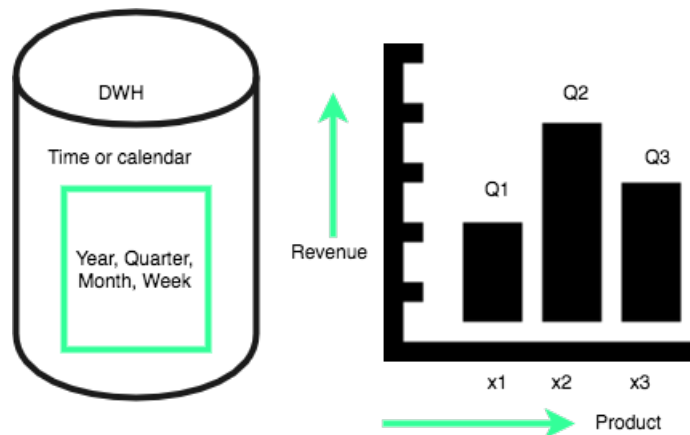 DWH
Time or calendar
Year, Quarter,
Month, Week
Revenue
Q1
Q2
Q3
x1
x2
x3
Product